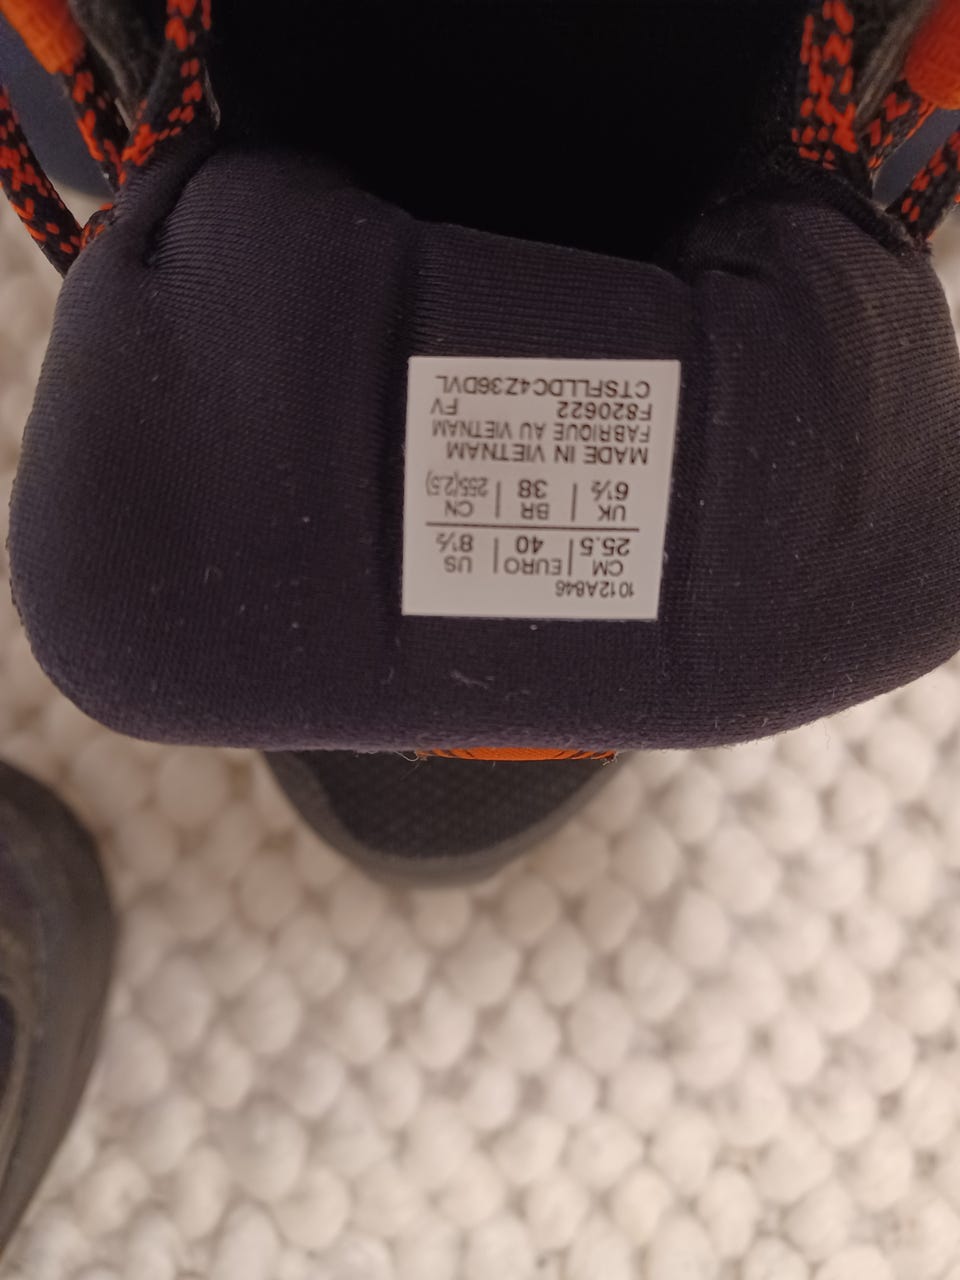 1012A846
CM | EURO | US
25.5 | 40 | 8½
UK | BR | CN
6½ | 38 | 255(2.5)
MADE IN VIETNAM
FABRIQUE AU VIETNAM
F820622 FV
CTSFLLDC4Z36DVL